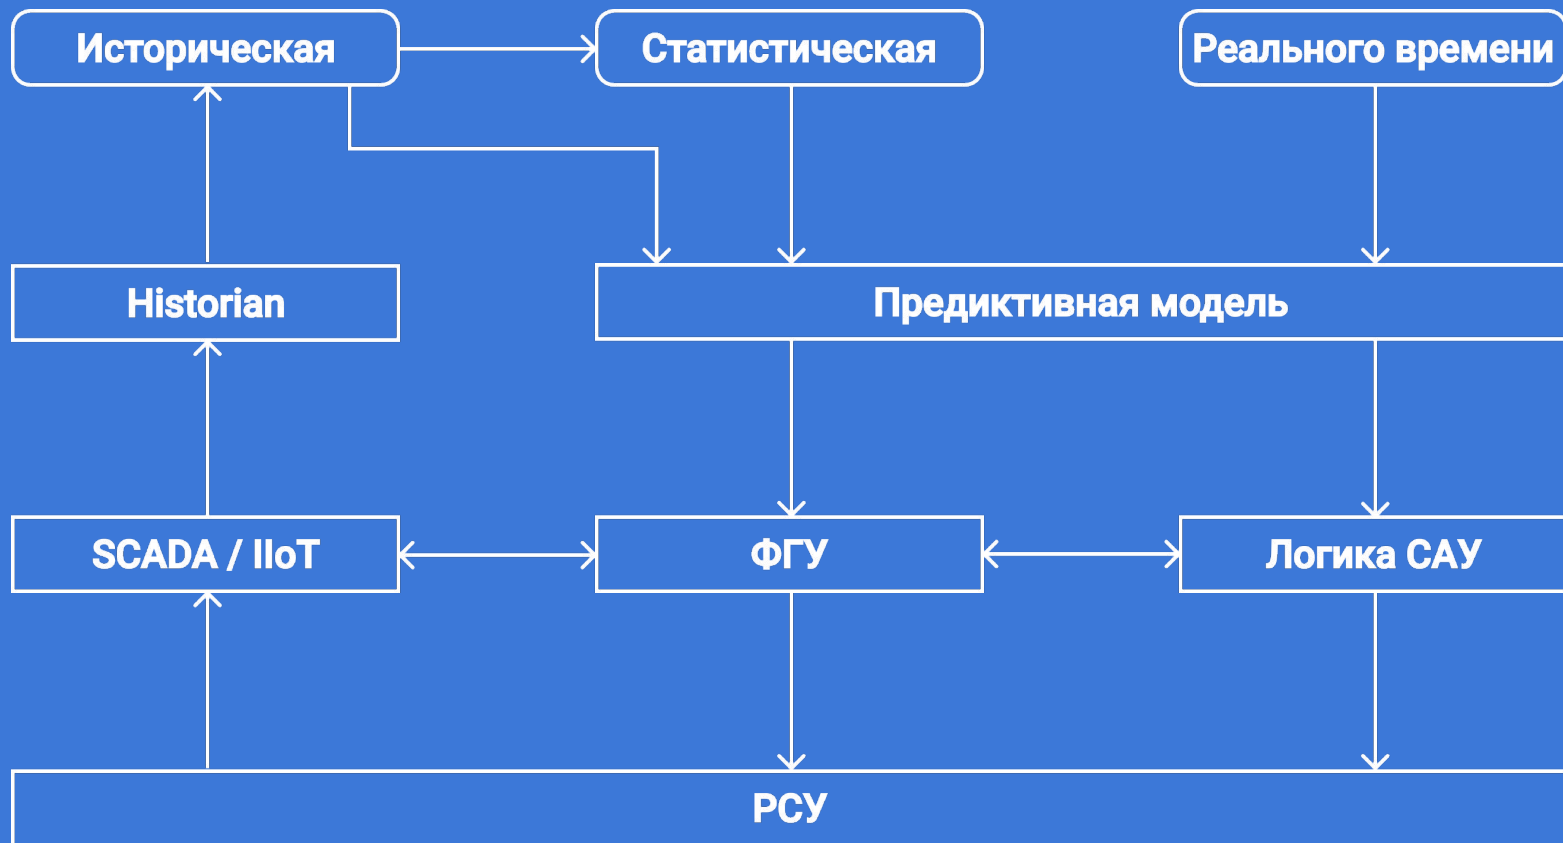 Историческая
Статистическая
Реального времени
Historian
Предиктивная модель
SCADA / IIoT
ФГУ
Логика САУ
РСУ